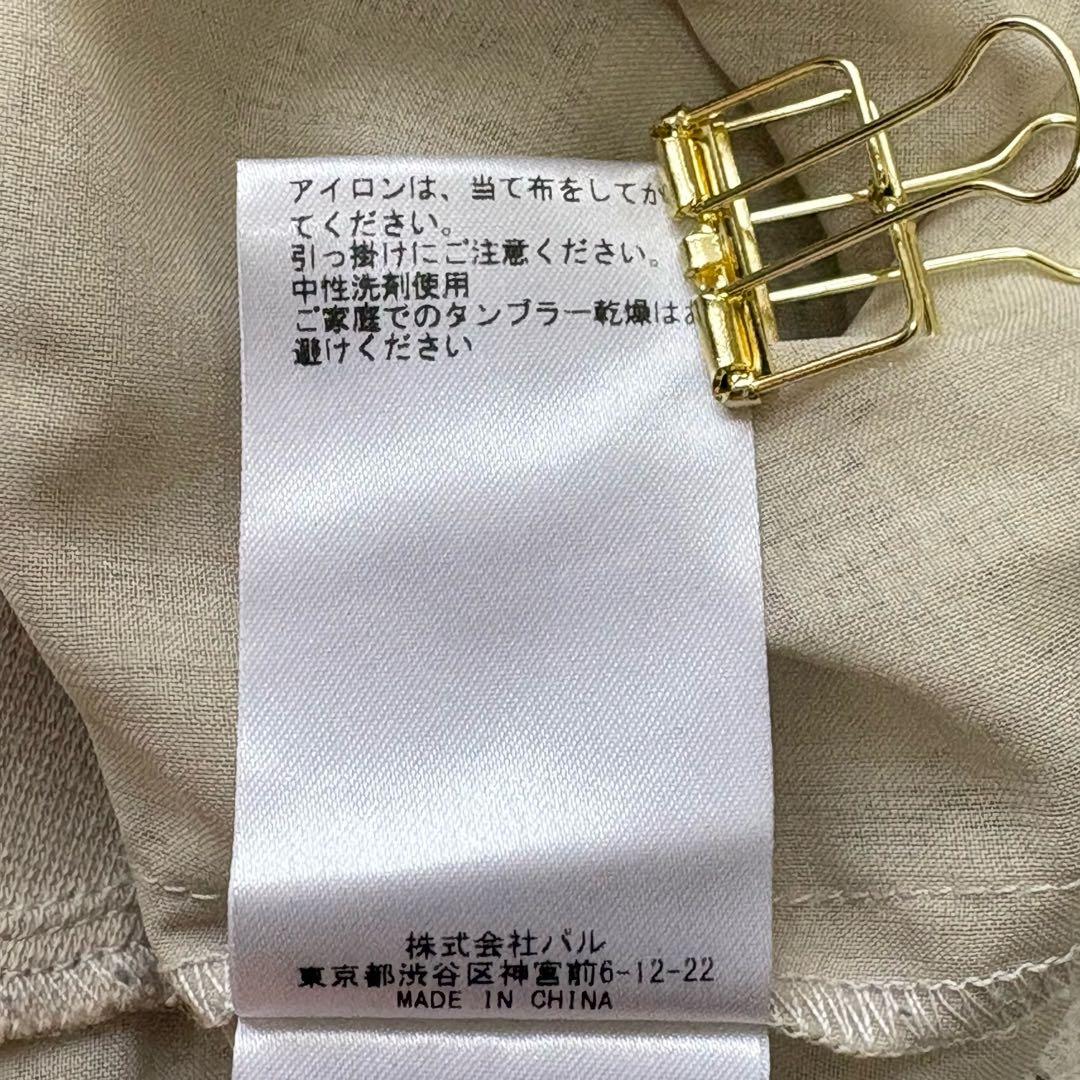 アイロンは、当て布をしてか
てください。
引っ掛けにご注意ください。
中性洗剤使用
ご家庭でのタンブラー乾燥はお
避けください
株式会社パル
東京都渋谷区神宮前6-12-22
MADE IN CHINA